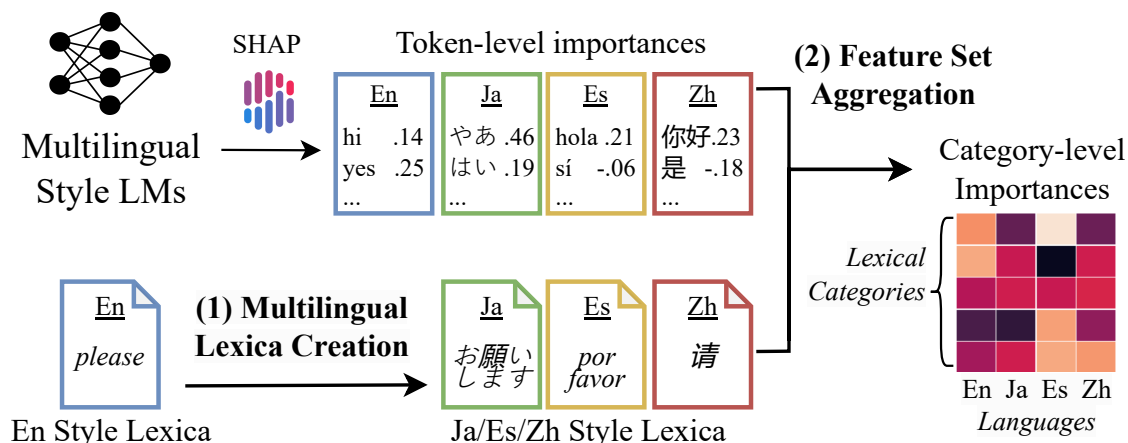 SHAP
Token-level importances
Multilingual
Style LMs
En
hi .14
yes .25
...
Ja
やあ .46
はい .19
...
Es
hola .21
sí -.06
...
Zh
你好.23
是 -.18
...
(2) Feature Set
Aggregation
Category-level
Importances
Lexical
Categories
En Ja Es Zh
Languages
En
please
En Style Lexica
(1) Multilingual
Lexica Creation
Ja
お願い
します
Es
por
favor
Zh
请
Ja/Es/Zh Style Lexica